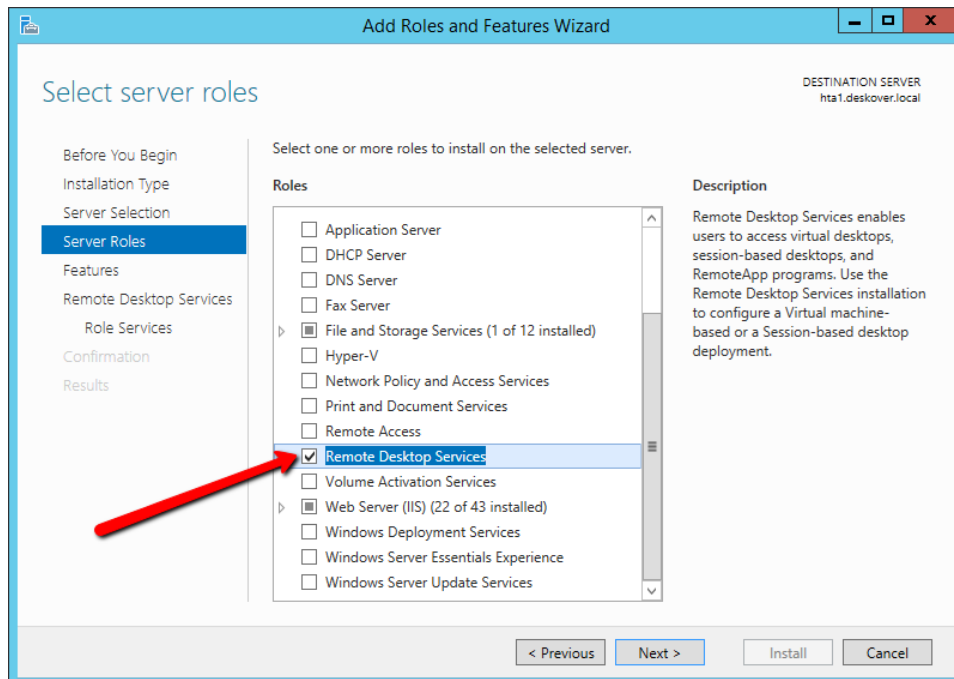 Add Roles and Features Wizard
Select server roles
DESTINATION SERVER
hta1.deskover.local
Before You Begin
Installation Type
Server Selection
Server Roles
Features
Remote Desktop Services
Role Services
Confirmation
Results
Select one or more roles to install on the selected server.
Roles
Application Server
DHCP Server
DNS Server
Fax Server
File and Storage Services (1 of 12 installed)
Hyper-V
Network Policy and Access Services
Print and Document Services
Remote Access
Remote Desktop Services
Volume Activation Services
Web Server (IIS) (22 of 43 installed)
Windows Deployment Services
Windows Server Essentials Experience
Windows Server Update Services
Description
Remote Desktop Services enables
users to access virtual desktops,
session-based desktops, and
RemoteApp programs. Use the
Remote Desktop Services installation
to configure a Virtual machine-
based or a Session-based desktop
deployment.
< Previous
Next >
Install
Cancel